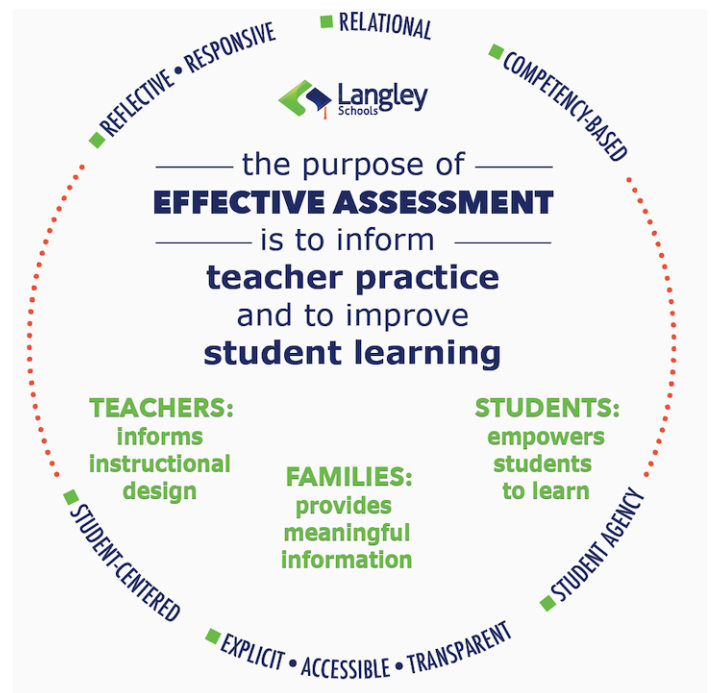 REFLECTIVE • RESPONSIVE
RELATIONAL
COMPETENCY-BASED
Langley
Schools
the purpose of
EFFECTIVE ASSESSMENT
is to inform
teacher practice
and to improve
student learning
TEACHERS:
informs
instructional
design
FAMILIES:
provides
meaningful
information
STUDENTS:
empowers
students
to learn
STUDENT-CENTERED
EXPLICIT • ACCESSIBLE • TRANSPARENT
STUDENT AGENCY